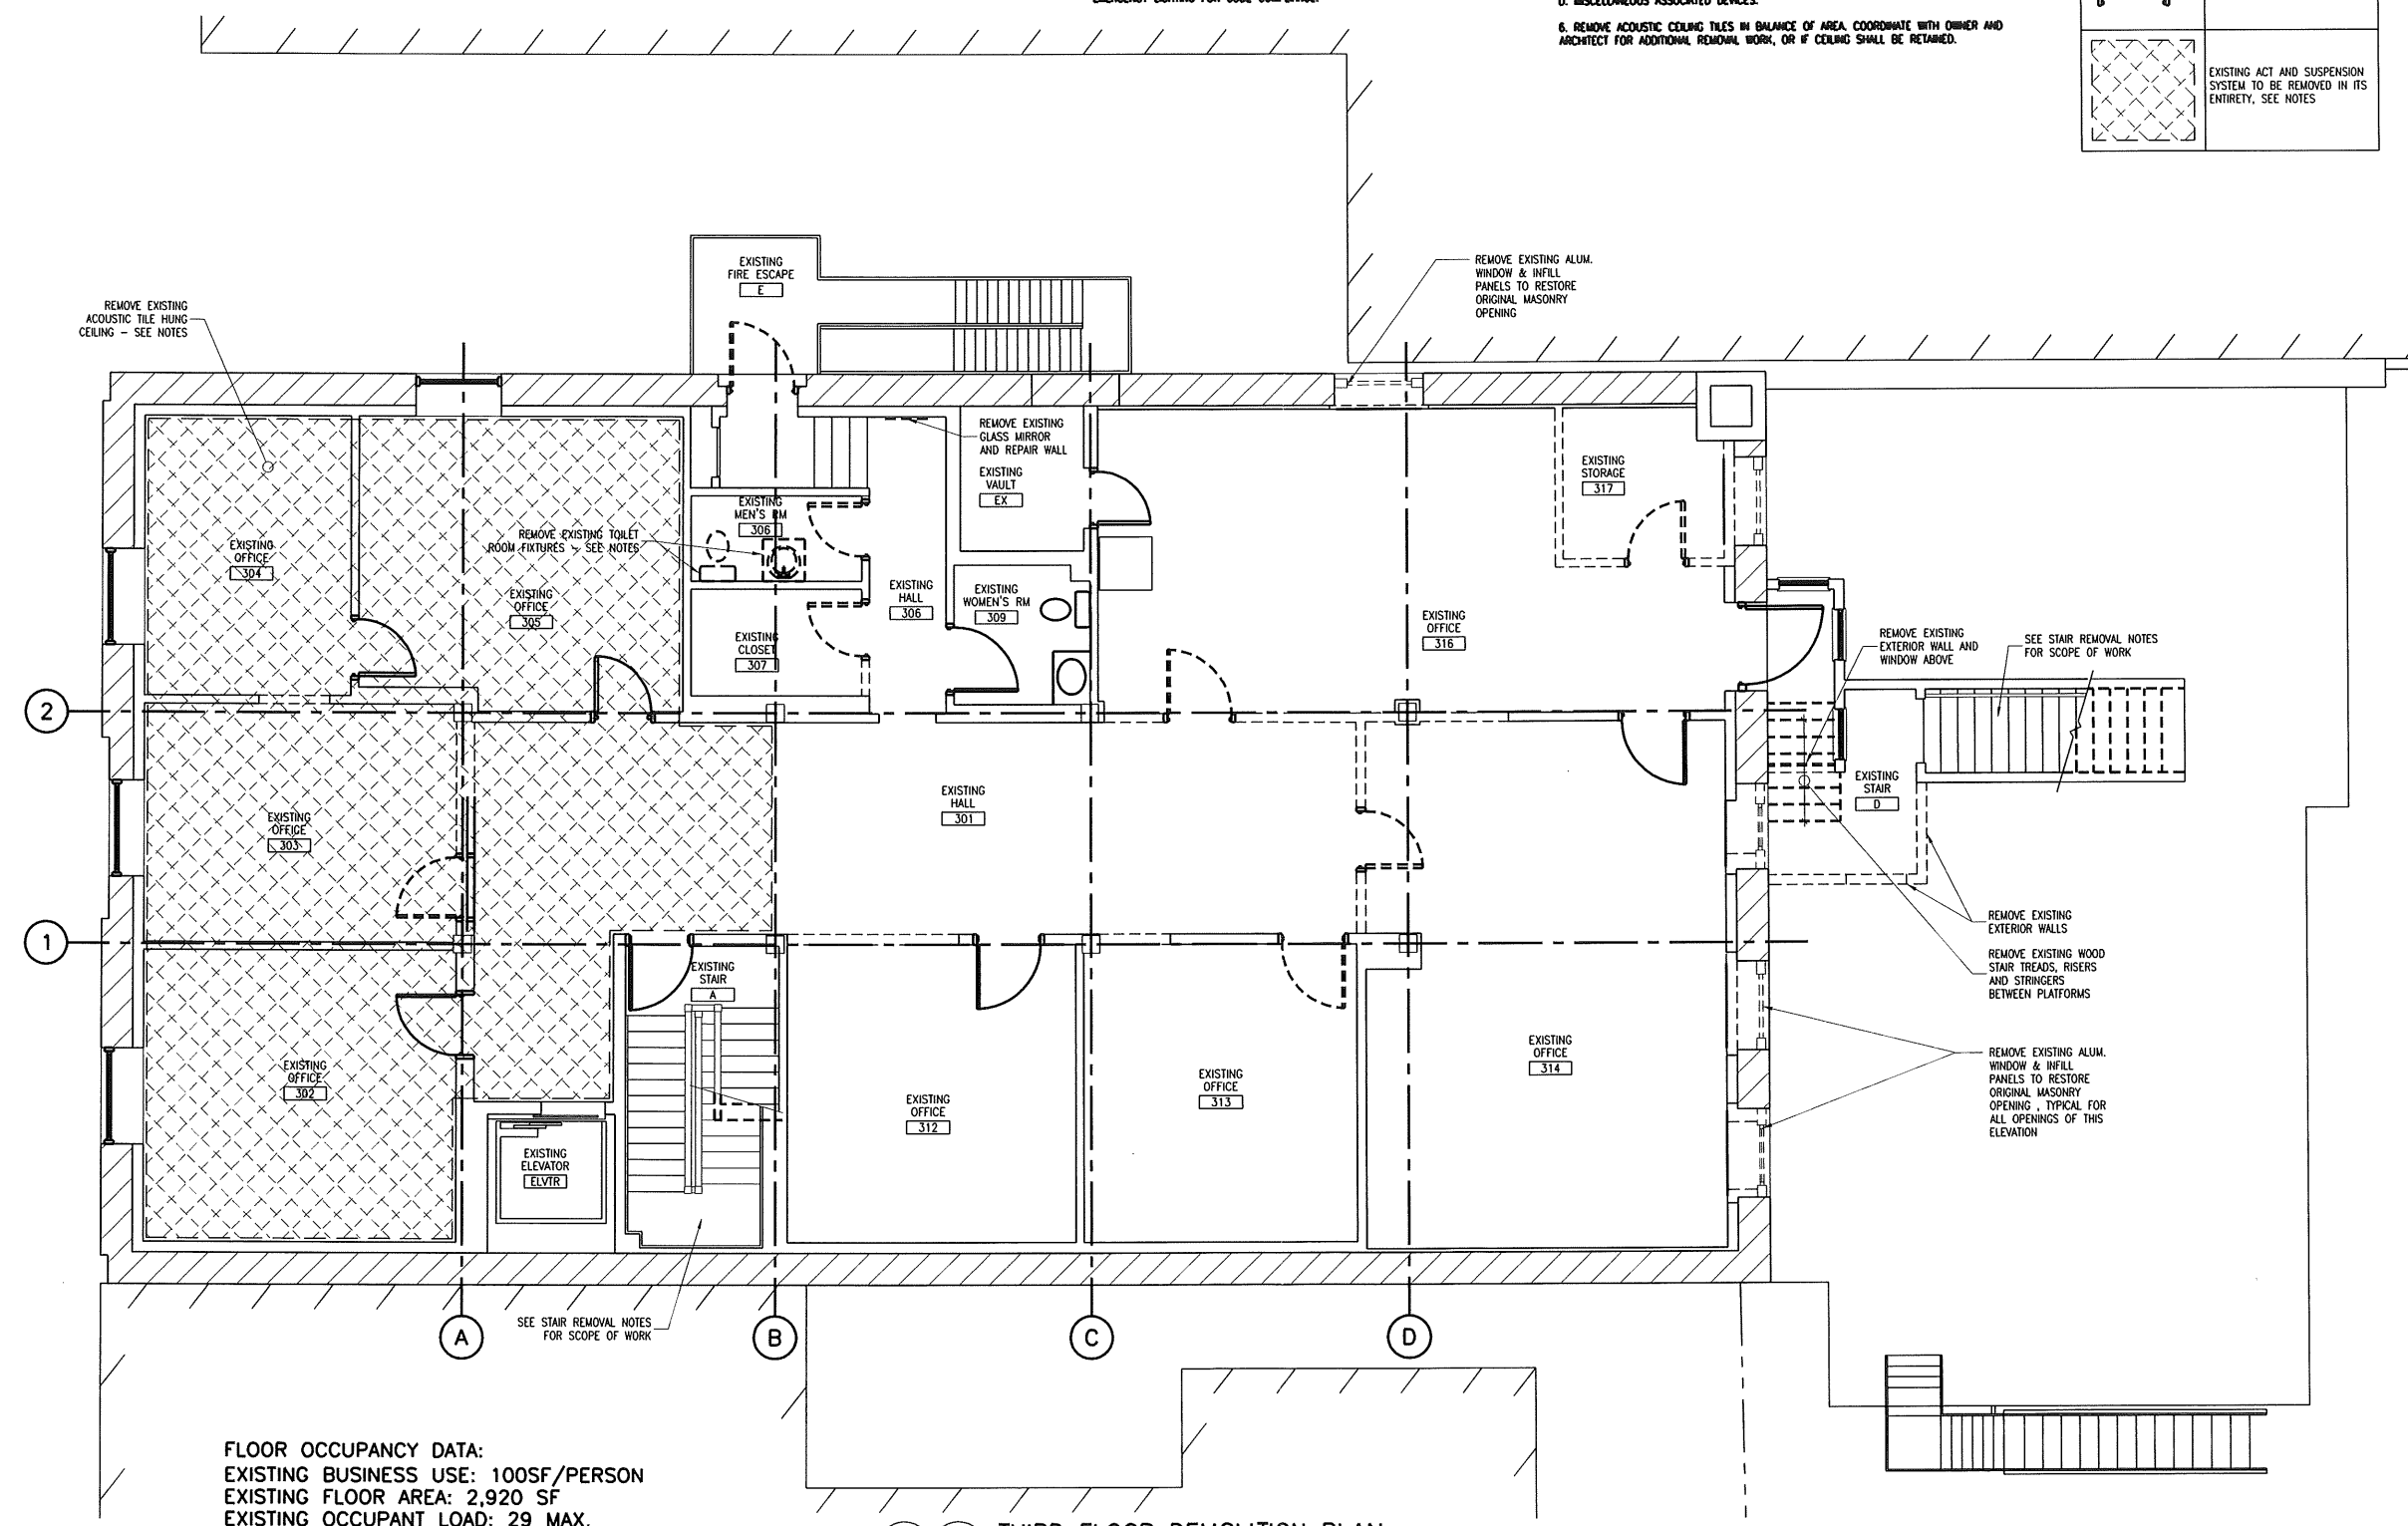 6. REMOVE ACOUSTIC CEILING TILES IN BALANCE OF AREA. COORDINATE WITH OWNER AND
ARCHITECT FOR ADDITIONAL REMOVAL WORK, OR IF CEILING SHALL BE RETAINED.
EXISTING ACT AND SUSPENSION
SYSTEM TO BE REMOVED IN ITS
ENTIRETY, SEE NOTES
EXISTING
FIRE ESCAPE
E
REMOVE EXISTING ALUM.
WINDOW & INFILL
PANELS TO RESTORE
ORIGINAL MASONRY
OPENING
REMOVE EXISTING
ACOUSTIC TILE HUNG
CEILING – SEE NOTES
REMOVE EXISTING
GLASS MIRROR
AND REPAIR WALL
EXISTING
VAULT
EX
EXISTING
STORAGE
317
EXISTING
MEN'S RM
306
REMOVE EXISTING TOILET
ROOM FIXTURES – SEE NOTES
EXISTING
OFFICE
304
EXISTING
OFFICE
305
EXISTING
HALL
306
EXISTING
WOMEN'S RM
309
EXISTING
CLOSET
307
EXISTING
OFFICE
316
REMOVE EXISTING
EXTERIOR WALL AND
WINDOW ABOVE
SEE STAIR REMOVAL NOTES
FOR SCOPE OF WORK
2
EXISTING
OFFICE
303
EXISTING
HALL
301
EXISTING
STAIR
D
1
REMOVE EXISTING
EXTERIOR WALLS
REMOVE EXISTING WOOD
STAIR TREADS, RISERS
AND STRINGERS
BETWEEN PLATFORMS
EXISTING
STAIR
A
EXISTING
OFFICE
302
EXISTING
OFFICE
312
EXISTING
OFFICE
313
EXISTING
OFFICE
314
REMOVE EXISTING ALUM.
WINDOW & INFILL
PANELS TO RESTORE
ORIGINAL MASONRY
OPENING , TYPICAL FOR
ALL OPENINGS OF THIS
ELEVATION
EXISTING
ELEVATOR
ELVTR
SEE STAIR REMOVAL NOTES
FOR SCOPE OF WORK
A
B
C
D
FLOOR OCCUPANCY DATA:
EXISTING BUSINESS USE: 100SF/PERSON
EXISTING FLOOR AREA: 2,920 SF
EXISTING OCCUPANT LOAD: 29 MAX.
THIRD FLOOR DEMOLITION PLAN